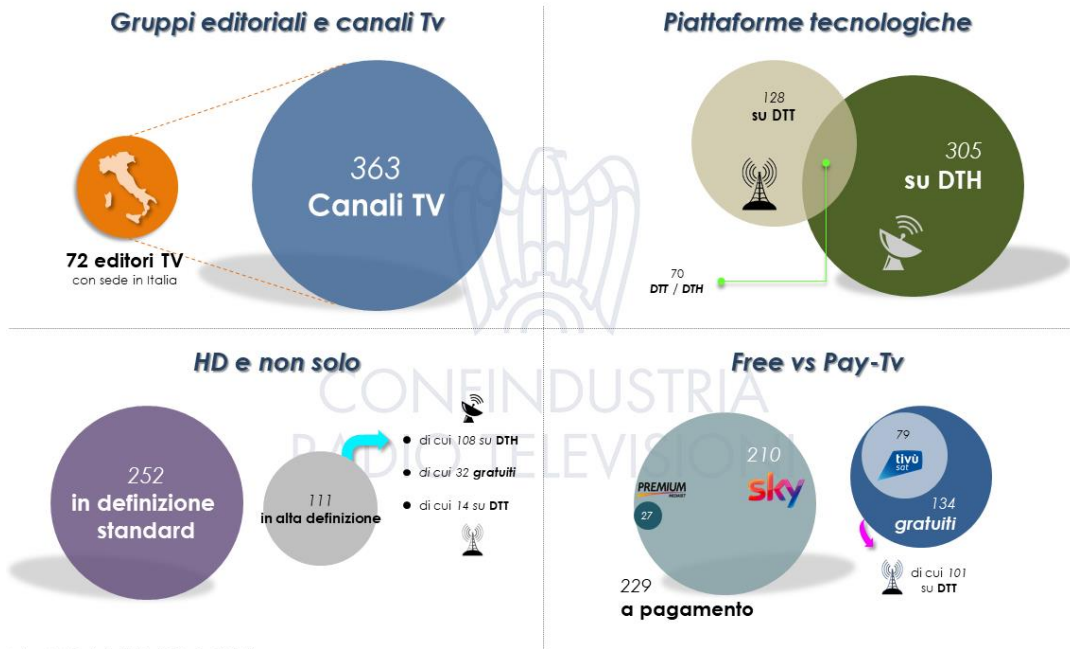 Gruppi editoriali e canali Tv
363
Canali TV
72 editori TV
con sede in Italia
Piattaforme tecnologiche
128
su DTT
305
su DTH
70
DTT / DTH
HD e non solo
252
in definizione
standard
111
in alta definizione
di cui 108 su DTH
di cui 32 gratuiti
di cui 14 su DTT
Free vs Pay-Tv
210
sky
PREMIUM
MEDIASET
27
229
a pagamento
79
tivù
sat
134
gratuiti
di cui 101
su DTT
CONFINDUSTRIA
RADIO TELEVISIONI